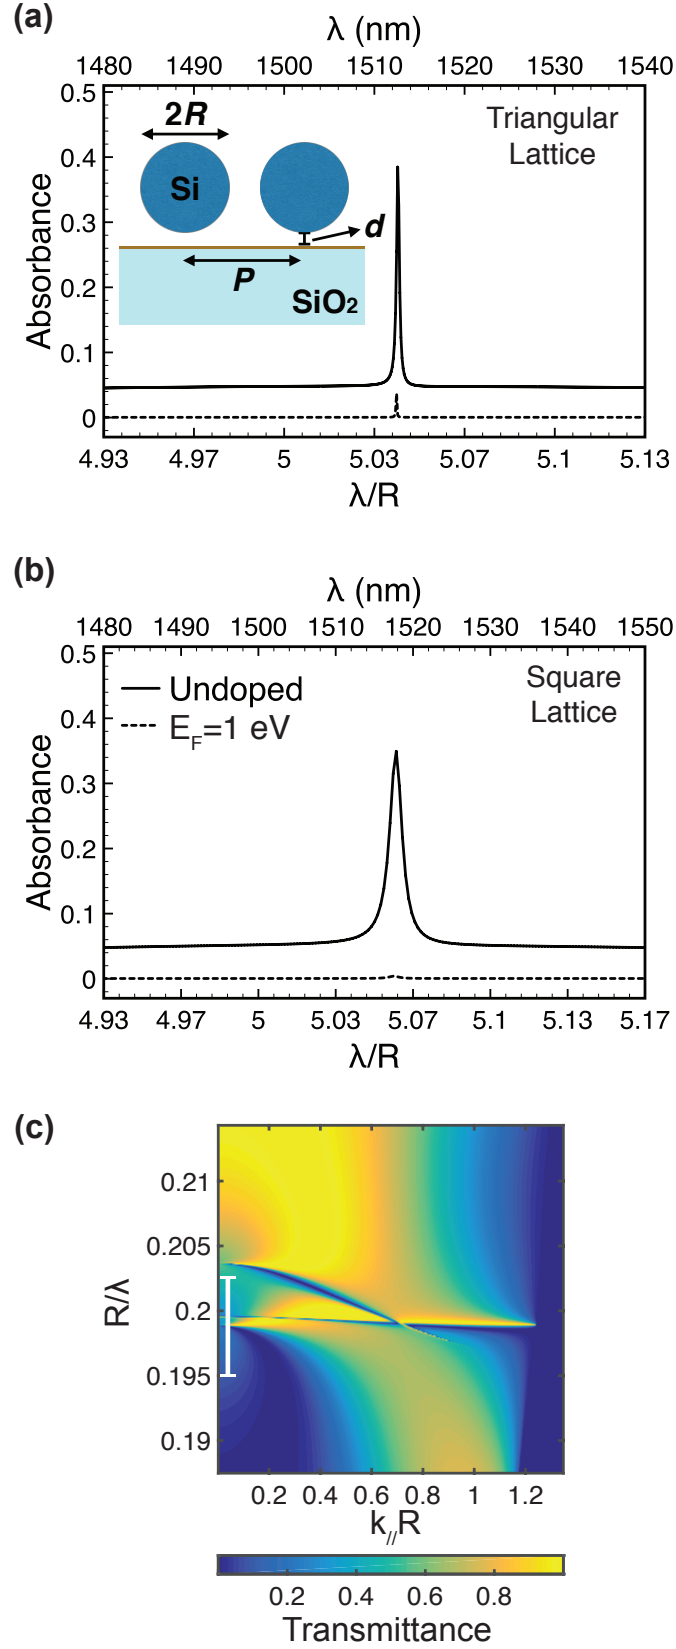 (a)
λ (nm)
1480 1490 1500 1510 1520 1530 1540
0.5
0.4
0.3
0.2
0.1
0
Absorbance
Triangular
Lattice
2R
Si
d
P
SiO₂
4.93 4.97 5 5.03 5.07 5.1 5.13
λ/R
(b)
λ (nm)
1480 1490 1500 1510 1520 1530 1540 1550
0.5
0.4
0.3
0.2
0.1
0
Absorbance
Undoped
E_F=1 eV
Square
Lattice
4.93 4.97 5 5.03 5.07 5.1 5.13 5.17
λ/R
(c)
0.21
0.205
0.2
0.195
0.19
R/λ
0.2 0.4 0.6 0.8 1 1.2
k_//R
0.2 0.4 0.6 0.8
Transmittance